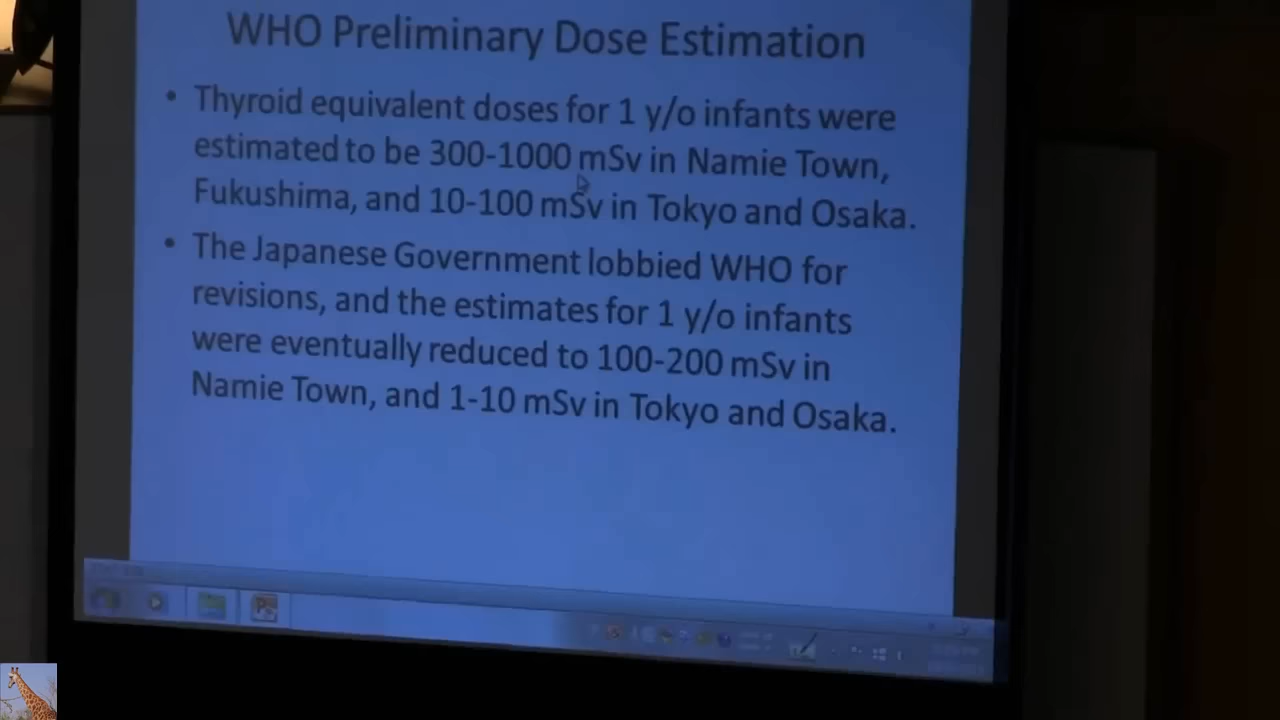 WHO Preliminary Dose Estimation
• Thyroid equivalent doses for 1 y/o infants were
estimated to be 300-1000 mSv in Namie Town,
Fukushima, and 10-100 mSv in Tokyo and Osaka.
• The Japanese Government lobbied WHO for
revisions, and the estimates for 1 y/o infants
were eventually reduced to 100-200 mSv in
Namie Town, and 1-10 mSv in Tokyo and Osaka.